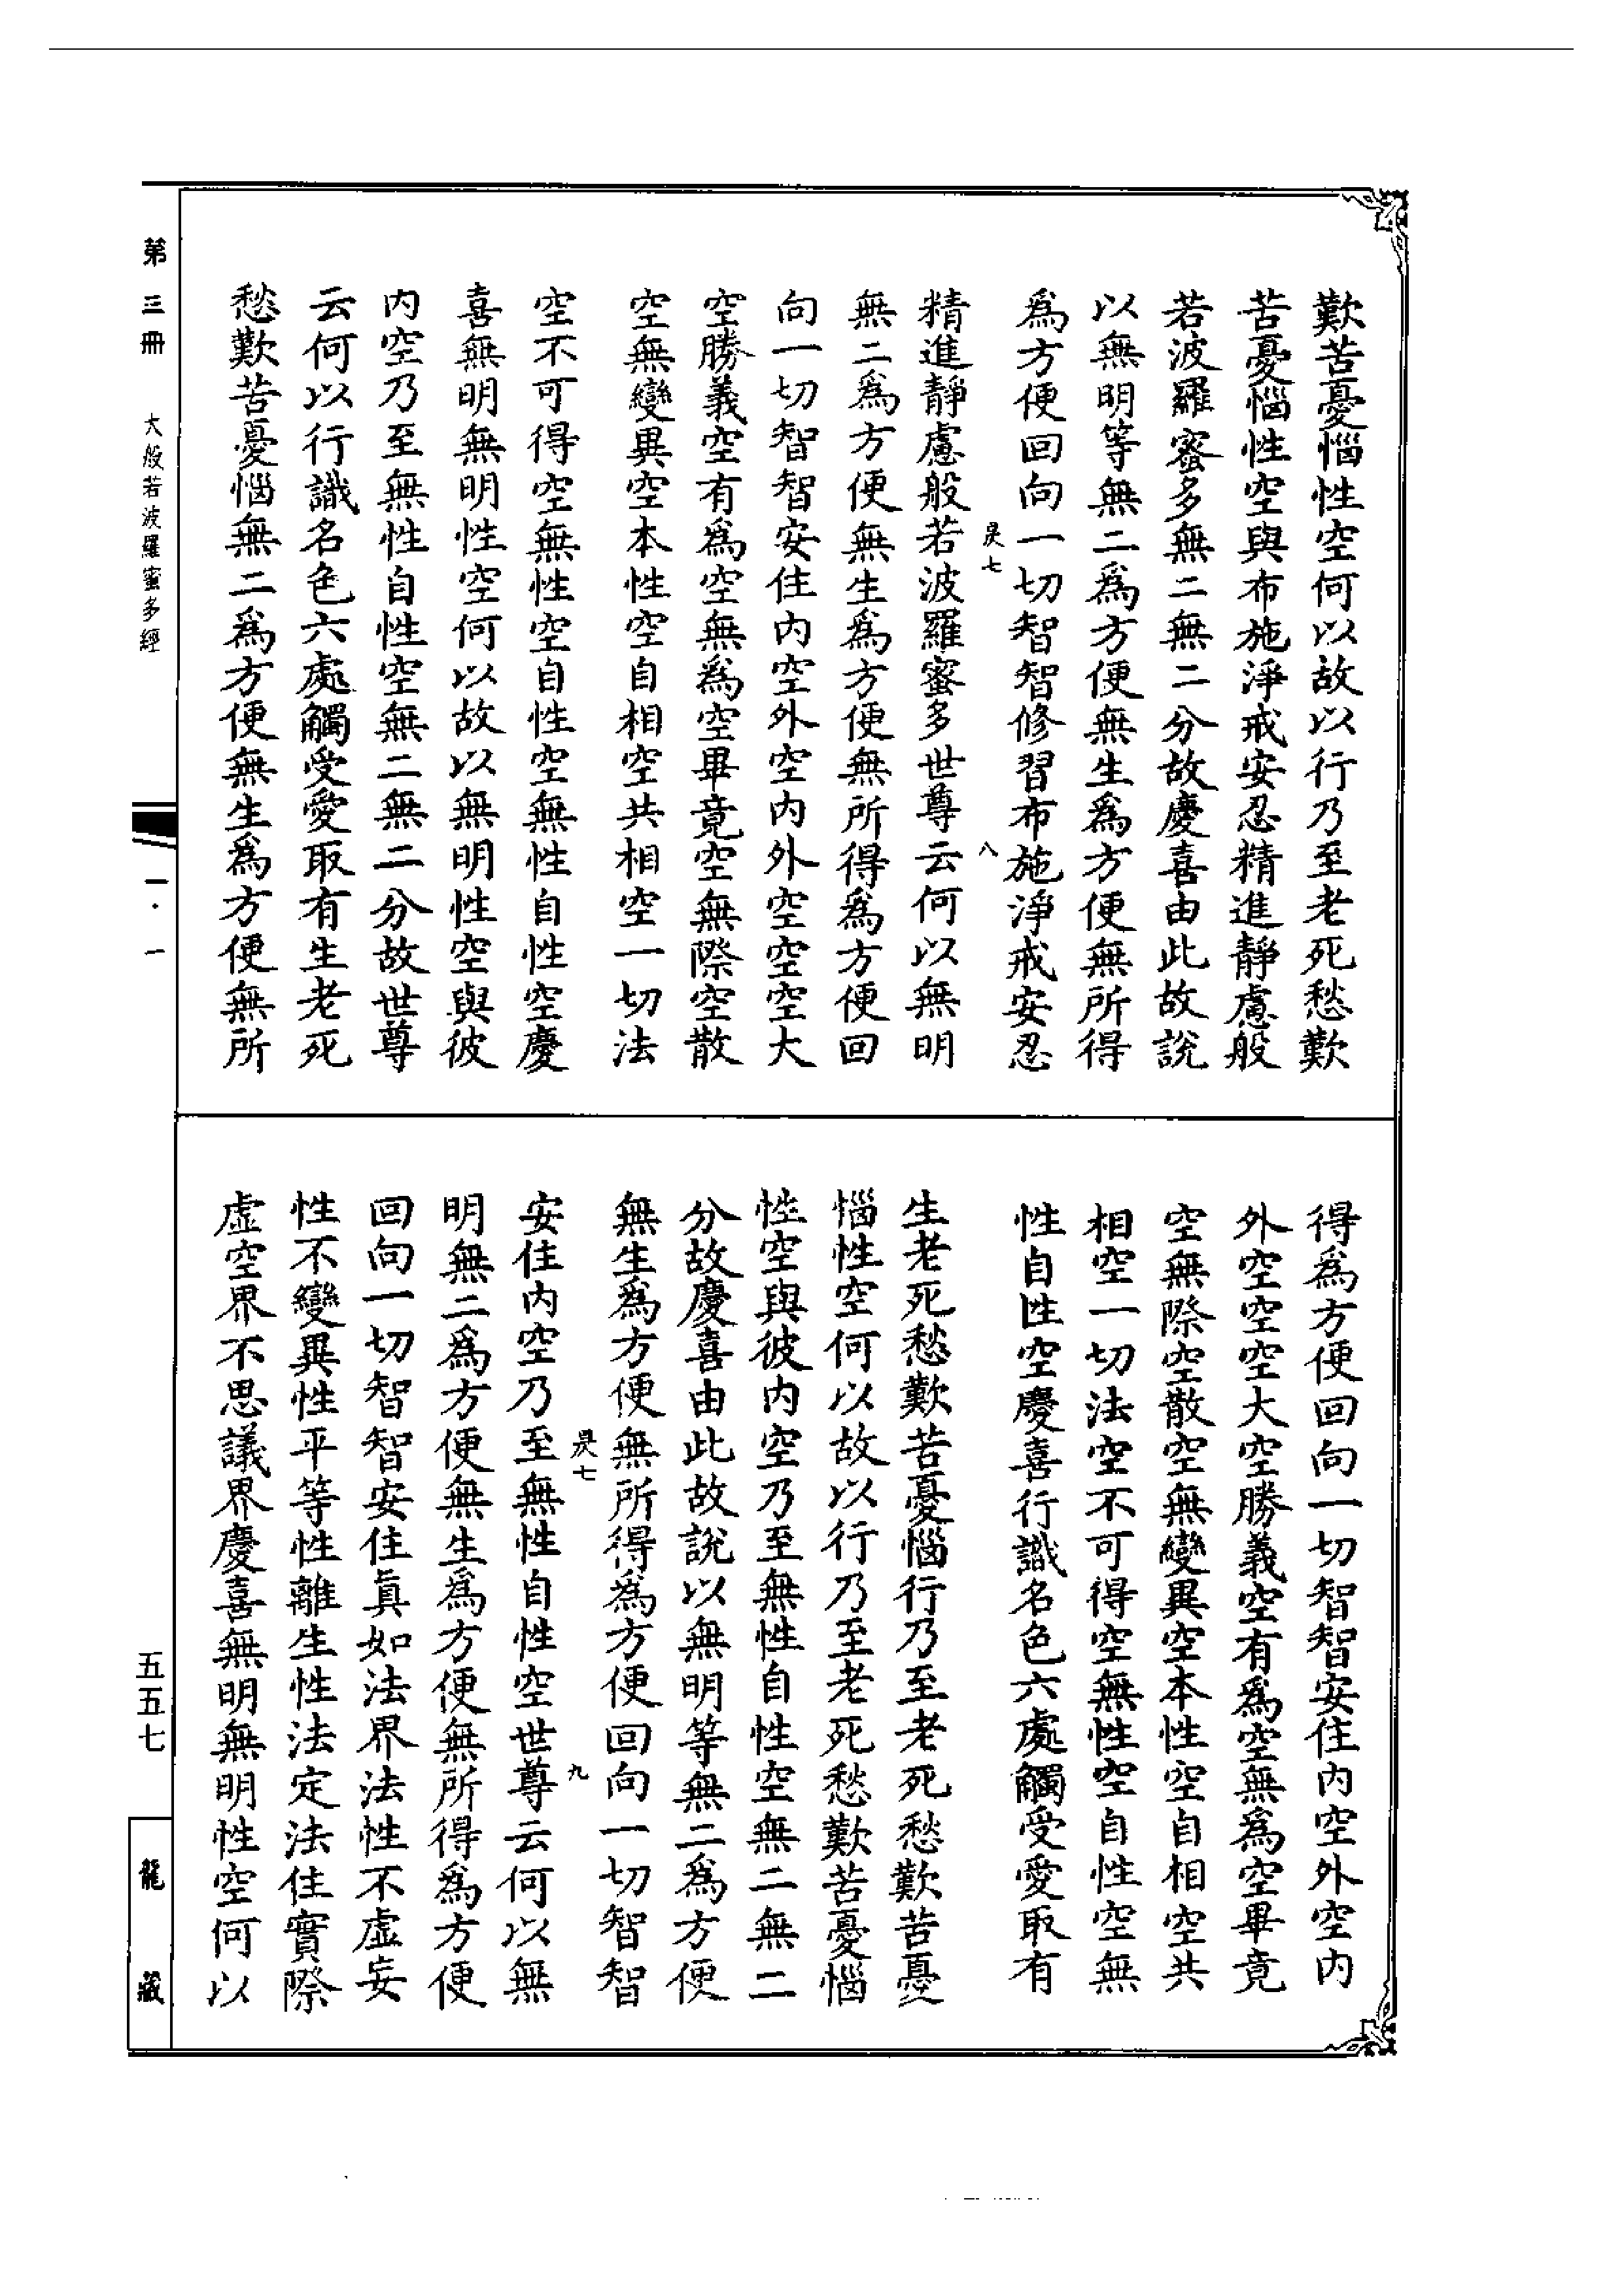 歎苦憂惱性空何以故以行乃至老死愁歎
苦憂惱性空與布施淨戒安忍精進靜慮般
若波羅蜜多無二無二分故慶喜由此故說
以無明等無二爲方便無生爲方便無所得
爲方便回向一切智智修習布施淨戒安忍
昃七 八
精進靜慮般若波羅蜜多世尊云何以無明
無二爲方便無生爲方便無所得爲方便回
向一切智智安住內空外空內外空空空大
空勝義空有爲空無爲空畢竟空無際空散
空無變異空本性空自相空共相空一切法
空不可得空無性空自性空無性自性空慶
喜無明無明性空何以故以無明性空與彼
內空乃至無性自性空無二無二分故世尊
云何以行識名色六處觸受愛取有生老死
愁歎苦憂惱無二爲方便無生爲方便無所
得爲方便回向一切智智安住內空外空內
外空空空大空勝義空有爲空無爲空畢竟
空無際空散空無變異空本性空自相空共
相空一切法空不可得空無性空自性空無
性自性空慶喜行識名色六處觸受愛取有
生老死愁歎苦憂惱行乃至老死愁歎苦憂
惱性空何以故以行乃至老死愁歎苦憂惱
性空與彼內空乃至無性自性空無二無二
分故慶喜由此故說以無明等無二爲方便
無生爲方便無所得爲方便回向一切智智
昃七 九
安住內空乃至無性自性空世尊云何以無
明無二爲方便無生爲方便無所得爲方便
回向一切智智安住眞如法界法性不虛妄
性不變異性平等性離生性法定法住實際
虛空界不思議界慶喜無明無明性空何以
第三冊 大般若波羅蜜多經 一·一 五五七 龍藏